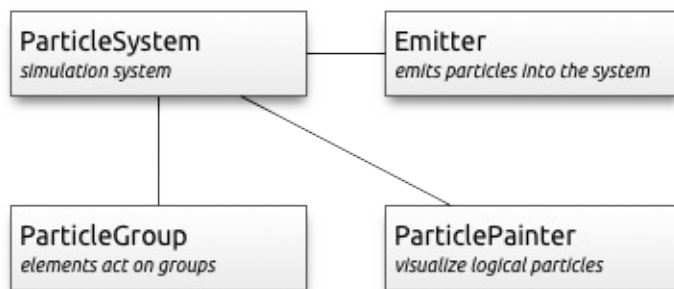 ParticleSystem
simulation system
Emitter
emits particles into the system
ParticleGroup
elements act on groups
ParticlePainter
visualize logical particles